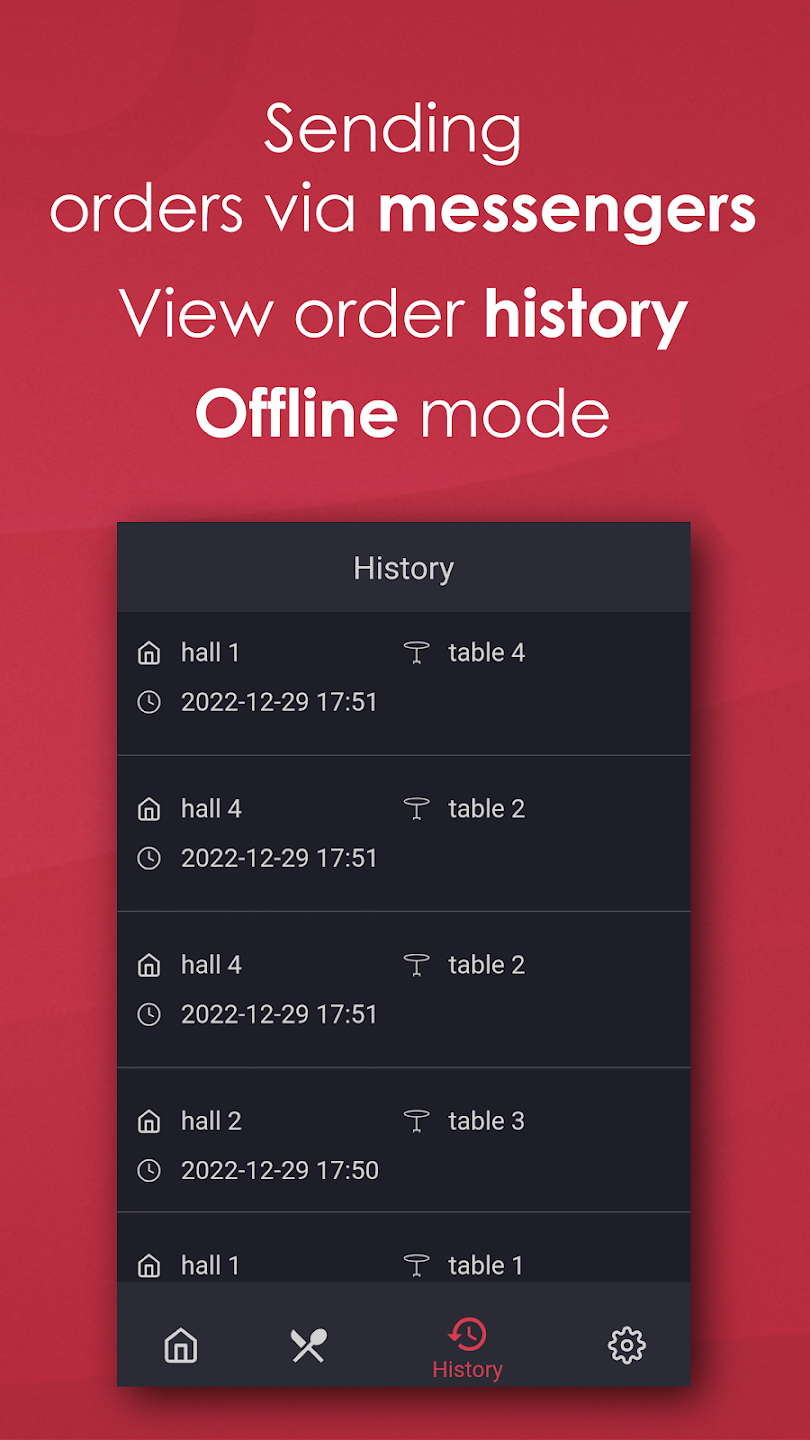 Sending
orders via messengers
View order history
Offline mode
History
hall 1 table 4
2022-12-29 17:51
hall 4 table 2
2022-12-29 17:51
hall 4 table 2
2022-12-29 17:51
hall 2 table 3
2022-12-29 17:50
hall 1 table 1
History